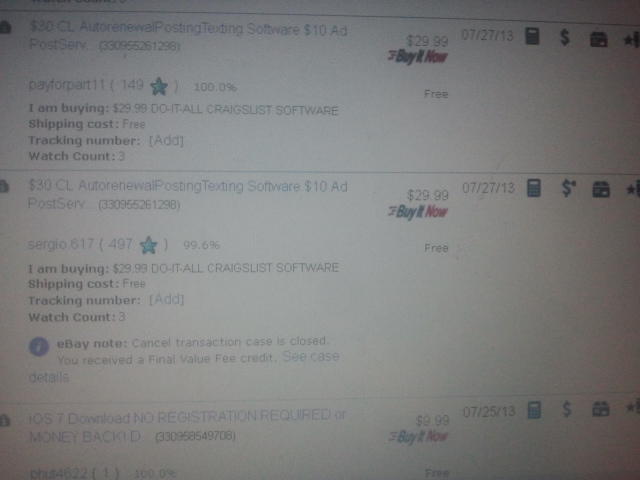 $30 CL AutorenewalPostingTexting Software $10 Ad
PostServ... (330955261298)
$29.99
Buy It Now
07/27/13
$
payforpart11 ( 149 ) 100.0%
Free
I am buying: $29.99 DO-IT-ALL CRAIGSLIST SOFTWARE
Shipping cost: Free
Tracking number: [Add]
Watch Count: 3
$30 CL AutorenewalPostingTexting Software $10 Ad
PostServ... (330955261298)
$29.99
Buy It Now
07/27/13
$
sergio.617 ( 497 ) 99.6%
Free
I am buying: $29.99 DO-IT-ALL CRAIGSLIST SOFTWARE
Shipping cost: Free
Tracking number: [Add]
Watch Count: 3
eBay note: Cancel transaction case is closed.
You received a Final Value Fee credit. See case
details
iOS 7 Download NO REGISTRATION REQUIRED or
MONEY BACK! D... (330958549708)
$9.99
Buy It Now
07/25/13
$
( 1 ) 100.0%
Free